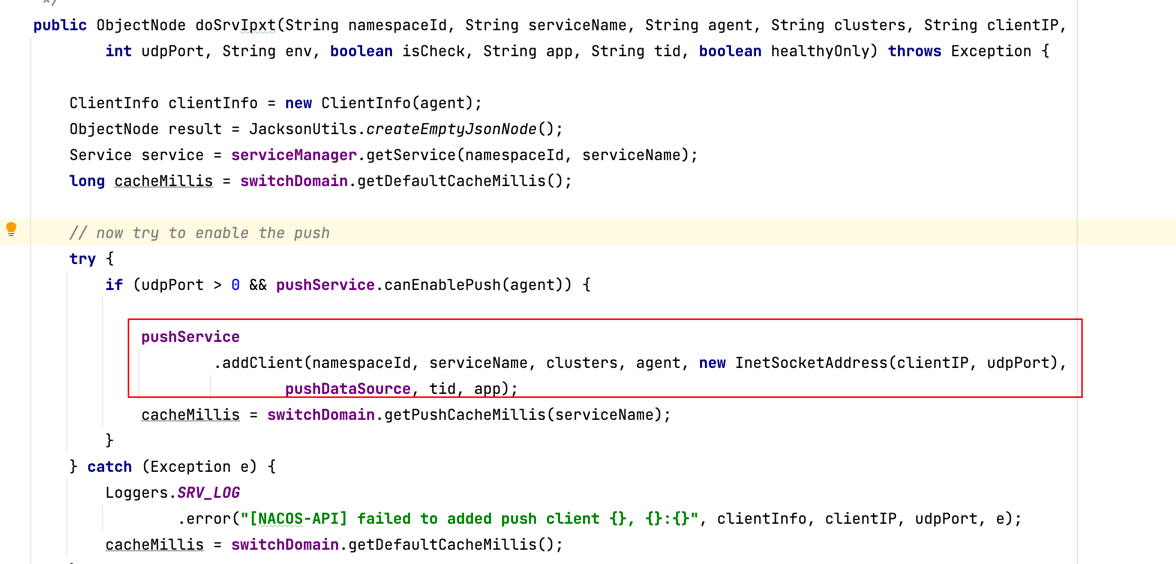 */
public ObjectNode doSrvIpxt(String namespaceId, String serviceName, String agent, String clusters, String clientIP,
int udpPort, String env, boolean isCheck, String app, String tid, boolean healthyOnly) throws Exception {
ClientInfo clientInfo = new ClientInfo(agent);
ObjectNode result = JacksonUtils.createEmptyJsonNode();
Service service = serviceManager.getService(namespaceId, serviceName);
long cacheMillis = switchDomain.getDefaultCacheMillis();
// now try to enable the push
try {
if (udpPort > 0 && pushService.canEnablePush(agent)) {
pushService
.addClient(namespaceId, serviceName, clusters, agent, new InetSocketAddress(clientIP, udpPort),
pushDataSource, tid, app);
cacheMillis = switchDomain.getPushCacheMillis(serviceName);
}
} catch (Exception e) {
Loggers.SRV_LOG
.error("[NACOS-API] failed to added push client {}, {}:{}", clientInfo, clientIP, udpPort, e);
cacheMillis = switchDomain.getDefaultCacheMillis();